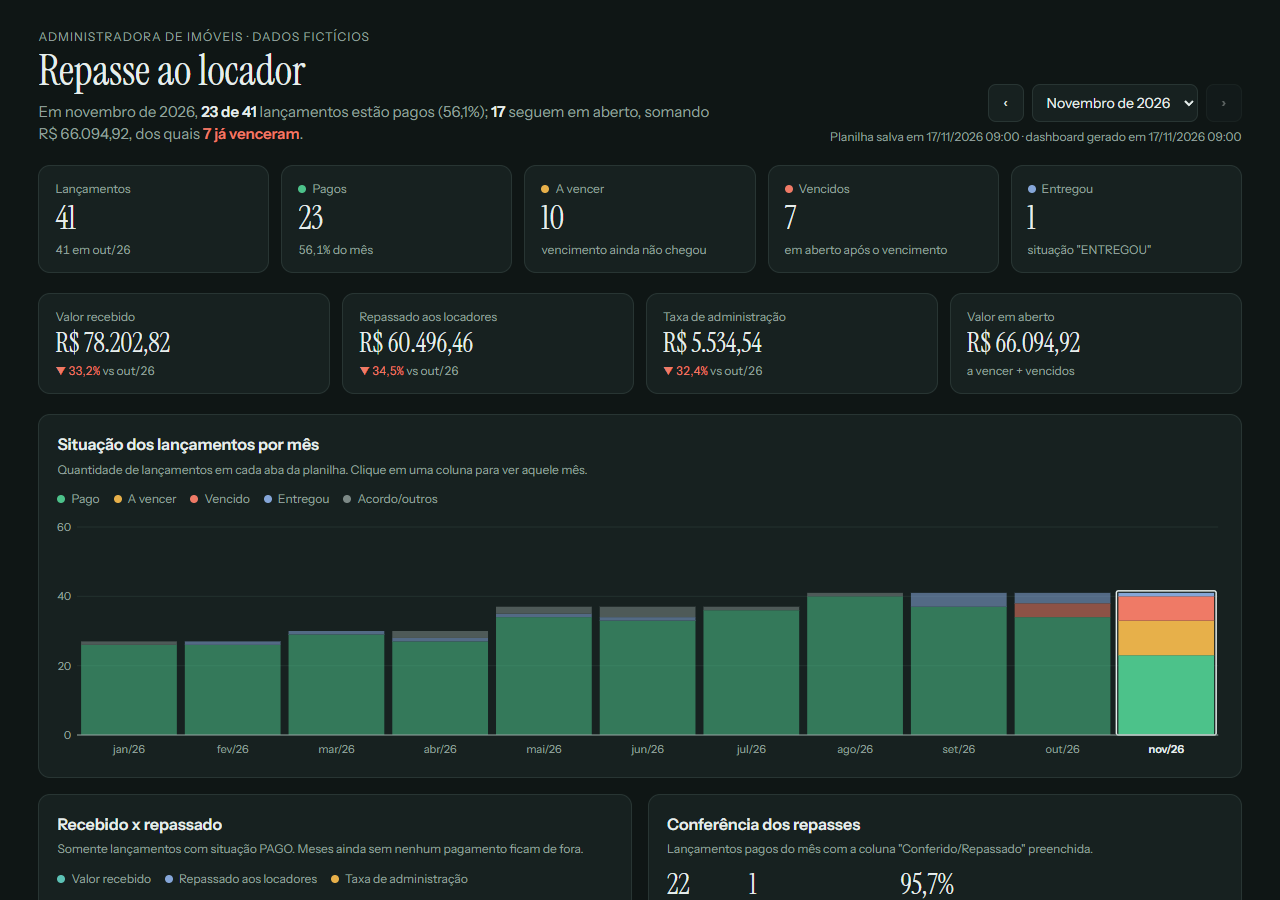 ADMINISTRADORA DE IMÓVEIS · DADOS FICTÍCIOS
Repasse ao locador
Em novembro de 2026, 23 de 41 lançamentos estão pagos (56,1%); 17 seguem em aberto, somando
R$ 66.094,92, dos quais 7 já venceram.
‹ Novembro de 2026 ›
Planilha salva em 17/11/2026 09:00 · dashboard gerado em 17/11/2026 09:00
Lançamentos
41
41 em out/26
Pagos
23
56,1% do mês
A vencer
10
vencimento ainda não chegou
Vencidos
7
em aberto após o vencimento
Entregou
1
situação "ENTREGOU"
Valor recebido
R$ 78.202,82
▼ 33,2% vs out/26
Repassado aos locadores
R$ 60.496,46
▼ 34,5% vs out/26
Taxa de administração
R$ 5.534,54
▼ 32,4% vs out/26
Valor em aberto
R$ 66.094,92
a vencer + vencidos
Situação dos lançamentos por mês
Quantidade de lançamentos em cada aba da planilha. Clique em uma coluna para ver aquele mês.
Pago A vencer Vencido Entregou Acordo/outros
60
40
20
0
jan/26 fev/26 mar/26 abr/26 mai/26 jun/26 jul/26 ago/26 set/26 out/26 nov/26
Recebido x repassado
Somente lançamentos com situação PAGO. Meses ainda sem nenhum pagamento ficam de fora.
Valor recebido Repassado aos locadores Taxa de administração
Conferência dos repasses
Lançamentos pagos do mês com a coluna "Conferido/Repassado" preenchida.
22 1 95,7%